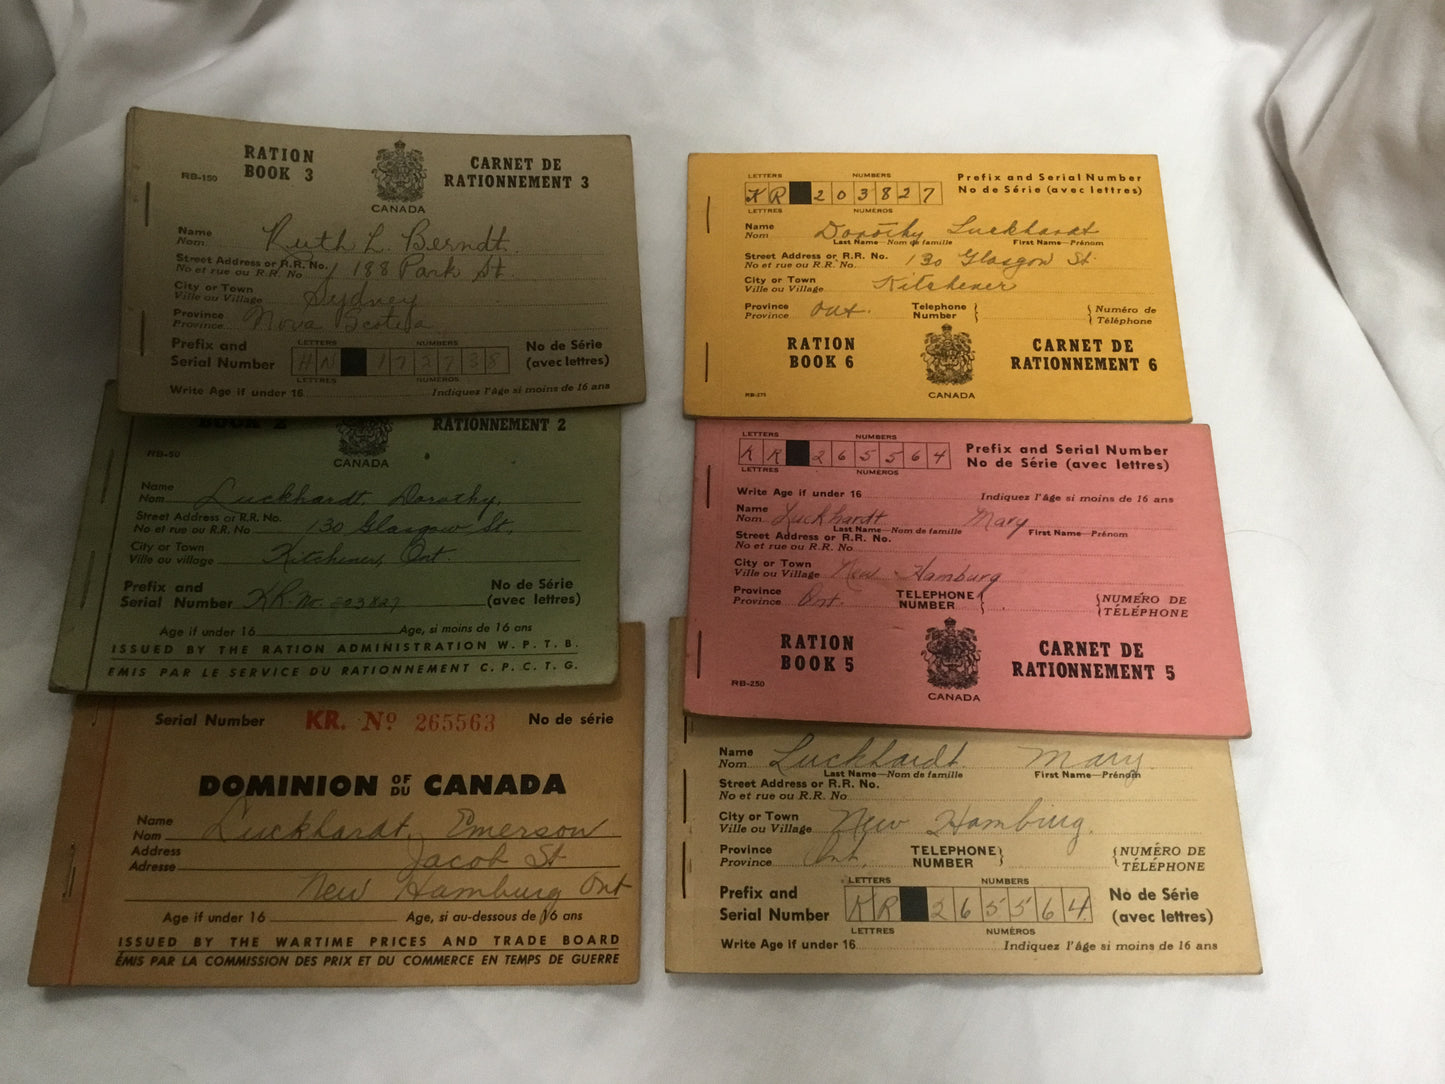 RATION
BOOK 3
RB-150
CANADA
CARNET DE
RATIONNEMENT 3
Name
Nom Ruth L. Berndt
Street Address or R.R. No.
No et rue ou R.R. No 188 Park St.
City or Town
Ville ou Village Sydney
Province
Province Nova Scotia
Prefix and
Serial Number
LETTERS NUMBERS
HN 172738
LETTRES NUMÉROS
No de Série
(avec lettres)
Write Age if under 16 Indiquez l'âge si moins de 16 ans
BOOK 2
RB-50
CANADA
RATIONNEMENT 2
Name
Nom Luckhardt, Dorothy,
Street Address or R.R. No.
No et rue ou R.R. No 130 Glasgow St,
City or Town
Ville ou village Kitchener, Ont.
Prefix and
Serial Number KR. No. 203827
No de Série
(avec lettres)
Age if under 16 Age, si moins de 16 ans
ISSUED BY THE RATION ADMINISTRATION W. P. T. B.
EMIS PAR LE SERVICE DU RATIONNEMENT C. P. C. T. G.
Serial Number KR. Nº 265563 No de série
DOMINION OF DU CANADA
Name
Nom Luckhardt, Emerson
Address
Adresse Jacob St
New Hamburg Ont
Age if under 16 Age, si au-dessous de 16 ans
ISSUED BY THE WARTIME PRICES AND TRADE BOARD
ÉMIS PAR LA COMMISSION DES PRIX ET DU COMMERCE EN TEMPS DE GUERRE
LETTERS NUMBERS
KR 203827
LETTRES NUMÉROS
Prefix and Serial Number
No de Série (avec lettres)
Name
Nom Dorothy Luckhardt
Last Name—Nom de famille First Name—Prénom
Street Address or R.R. No.
No et rue ou R.R. No. 130 Glasgow St.
City or Town
Ville ou Village Kitchener
Province
Province Ont.
Telephone
Number
Numéro de
Téléphone
RATION
BOOK 6
RB-275
CANADA
CARNET DE
RATIONNEMENT 6
LETTERS NUMBERS
KR 265564
LETTRES NUMÉROS
Prefix and Serial Number
No de Série (avec lettres)
Write Age if under 16 Indiquez l'âge si moins de 16 ans
Name
Nom Luckhardt Mary
Last Name—Nom de famille First Name—Prénom
Street Address or R.R. No.
No et rue ou R.R. No
City or Town
Ville ou Village New Hamburg
Province
Province Ont.
TELEPHONE
NUMBER
NUMÉRO DE
TÉLÉPHONE
RATION
BOOK 5
RB-250
CANADA
CARNET DE
RATIONNEMENT 5
Name
Nom Luckhardt Mary
Last Name—Nom de famille First Name—Prénom
Street Address or R.R. No.
No et rue ou R.R. No
City or Town
Ville ou Village New Hamburg.
Province
Province Ont,
TELEPHONE
NUMBER
NUMÉRO DE
TÉLÉPHONE
Prefix and
Serial Number
LETTERS NUMBERS
KR 265564
LETTRES NUMÉROS
No de Série
(avec lettres)
Write Age if under 16 Indiquez l'âge si moins de 16 ans